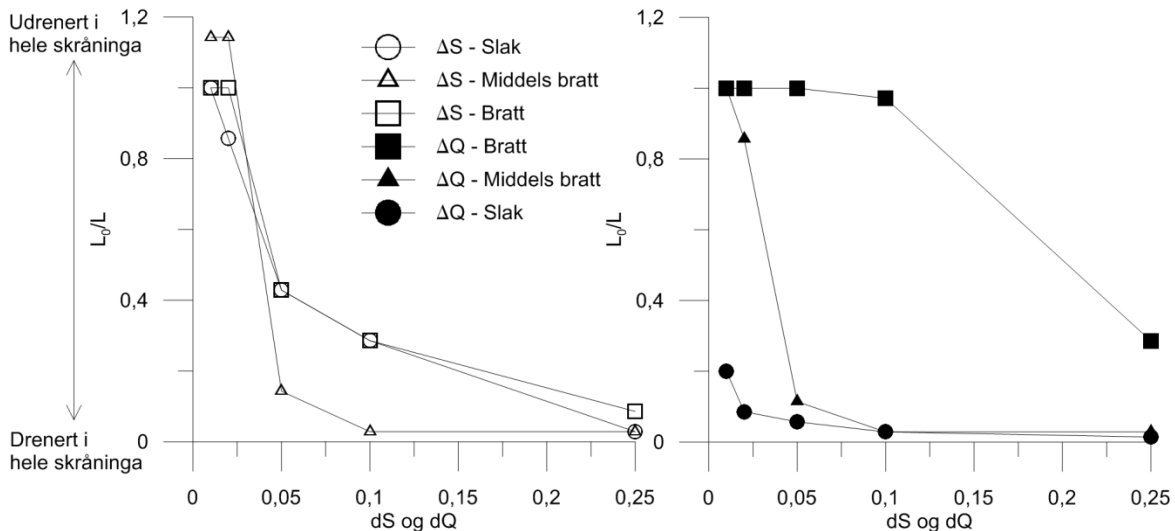 Udrenert i
hele skråninga
Drenert i
hele skråninga
L₀/L
1,2
0,8
0,4
0
0
0,05
0,1
0,15
0,2
0,25
dS og dQ
ΔS - Slak
ΔS - Middels bratt
ΔS - Bratt
ΔQ - Bratt
ΔQ - Middels bratt
ΔQ - Slak
L₀/L
1,2
0,8
0,4
0
0
0,05
0,1
0,15
0,2
0,25
dS og dQ